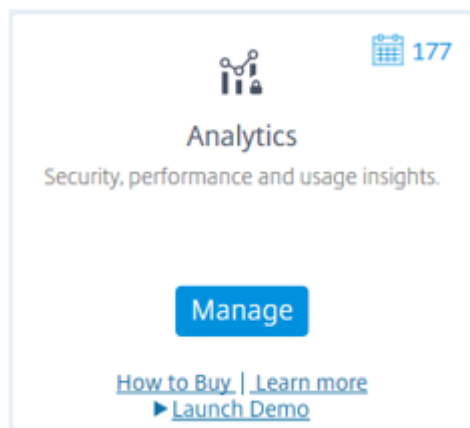 177
Analytics
Security, performance and usage insights.
Manage
How to Buy | Learn more
Launch Demo